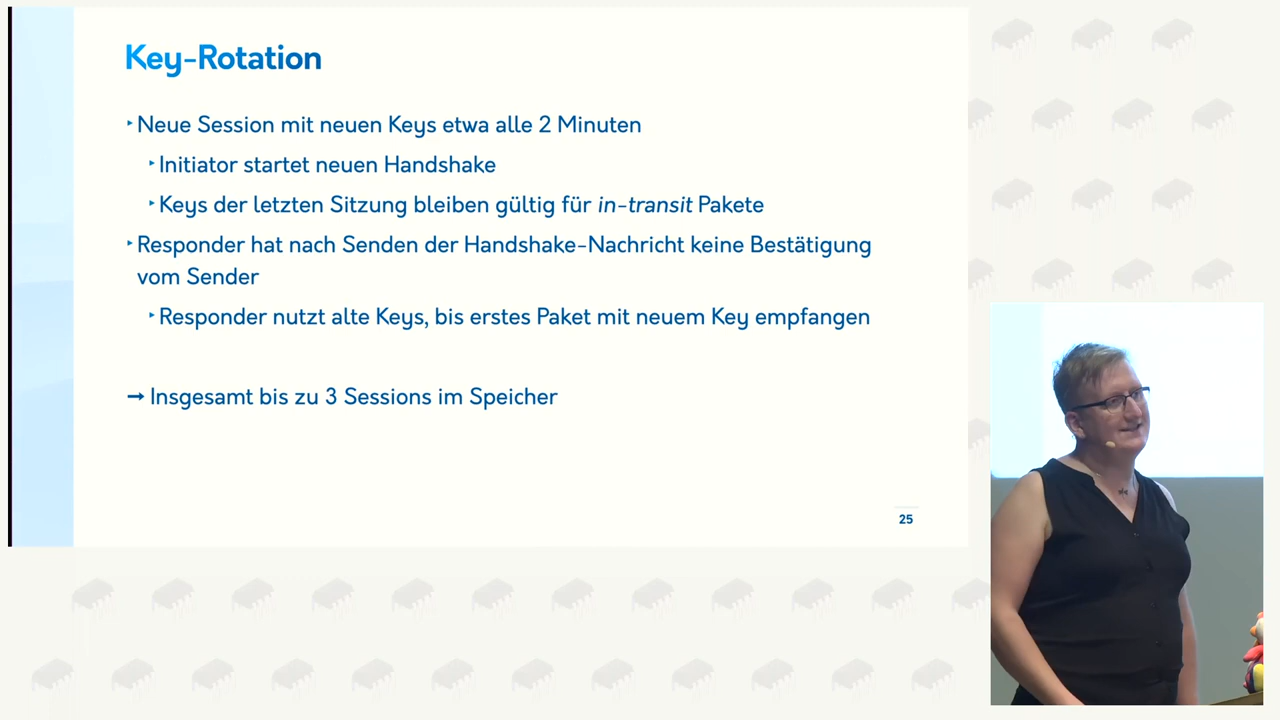 Key-Rotation
‣ Neue Session mit neuen Keys etwa alle 2 Minuten
‣ Initiator startet neuen Handshake
‣ Keys der letzten Sitzung bleiben gültig für in-transit Pakete
‣ Responder hat nach Senden der Handshake-Nachricht keine Bestätigung
vom Sender
‣ Responder nutzt alte Keys, bis erstes Paket mit neuem Key empfangen
→ Insgesamt bis zu 3 Sessions im Speicher
25